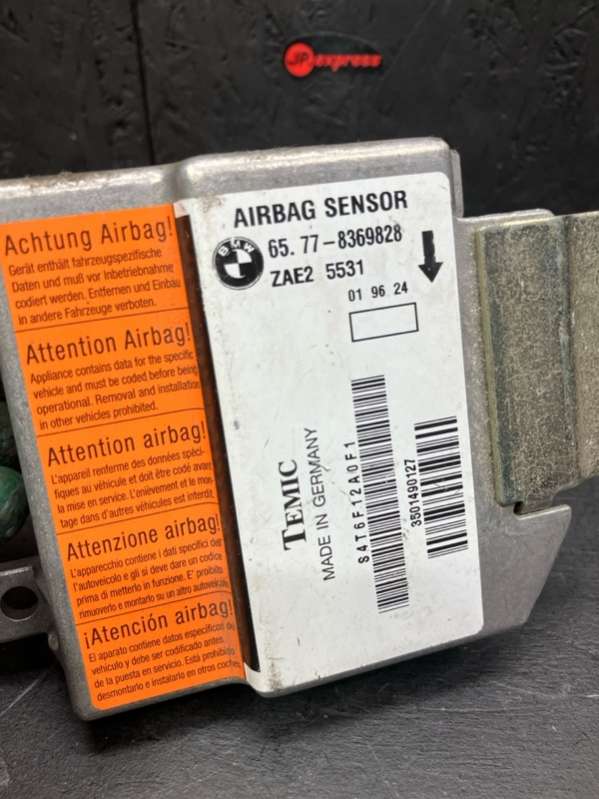 JP express
Achtung Airbag!
Gerät enthält fahrzeugspezifische
Daten und muß vor Inbetriebnahme
codiert werden. Entfernen und Einbau
in andere Fahrzeuge verboten.
Attention Airbag!
Appliance contains data for the specific
vehicle and must be coded before being
operational. Removal and installation
in other vehicles prohibited.
Attention airbag!
L'appareil renferme des données spéci-
fiques au véhicule et doit être codé avant
la mise en service. L'enlèvement et le mon-
tage dans d'autres véhicules est interdit.
Attenzione airbag!
L'apparecchio contiene i dati specifici del
l'autoveicolo e gli si deve dare un codice
prima di metterlo in funzione. E' proibito
rimuoverlo e montarlo su un altro autoveicolo.
¡Atención airbag!
El aparato contiene datos específicos del
vehículo y debe ser codificado antes
de la puesta en servicio. Está prohibido
desmontarlo e instalarlo en otros coches.
AIRBAG SENSOR
BMW
65.77-8369828
ZAE2 5531
01 96 24
TEMIC
MADE IN GERMANY
S4T6F12A0F1
3501490127